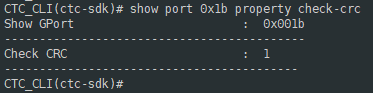 CTC_CLI(ctc-sdk)# show port 0x1b property check-crc
Show GPort                         :  0x001b
-----------------------------------------
Check CRC                          :  1
----------------------------------------
CTC_CLI(ctc-sdk)#